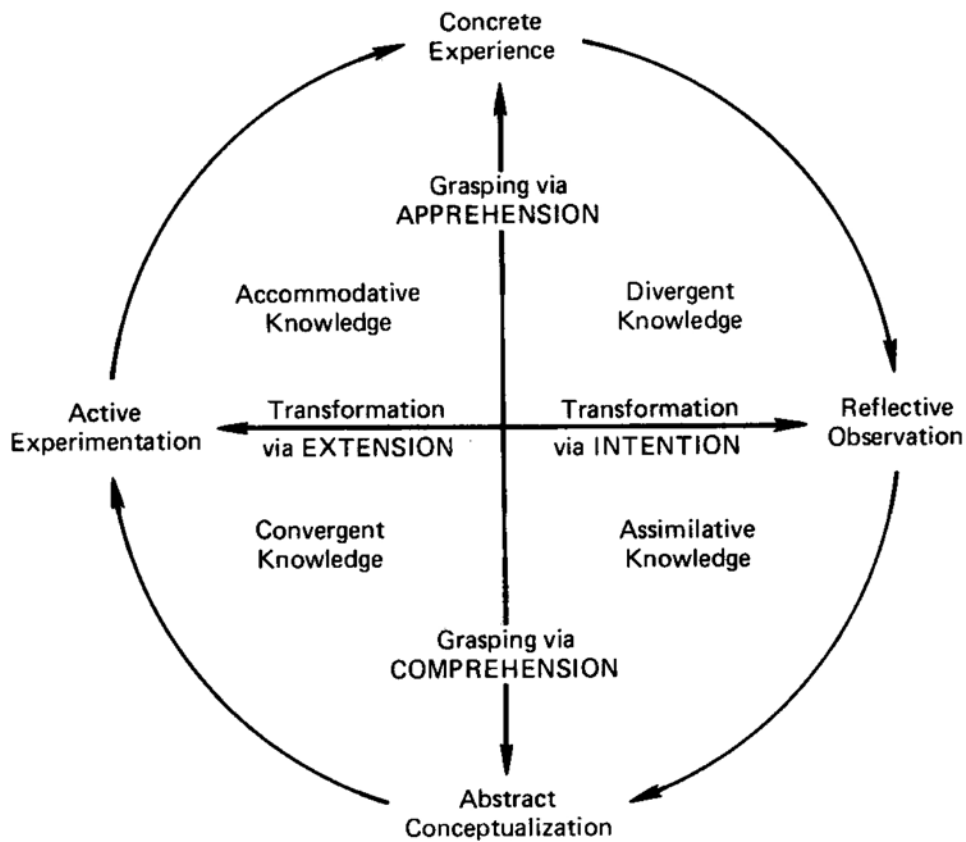 Concrete
Experience
Grasping via
APPREHENSION
Accommodative
Knowledge
Divergent
Knowledge
Active
Experimentation
Transformation
via EXTENSION
Transformation
via INTENTION
Reflective
Observation
Convergent
Knowledge
Assimilative
Knowledge
Grasping via
COMPREHENSION
Abstract
Conceptualization